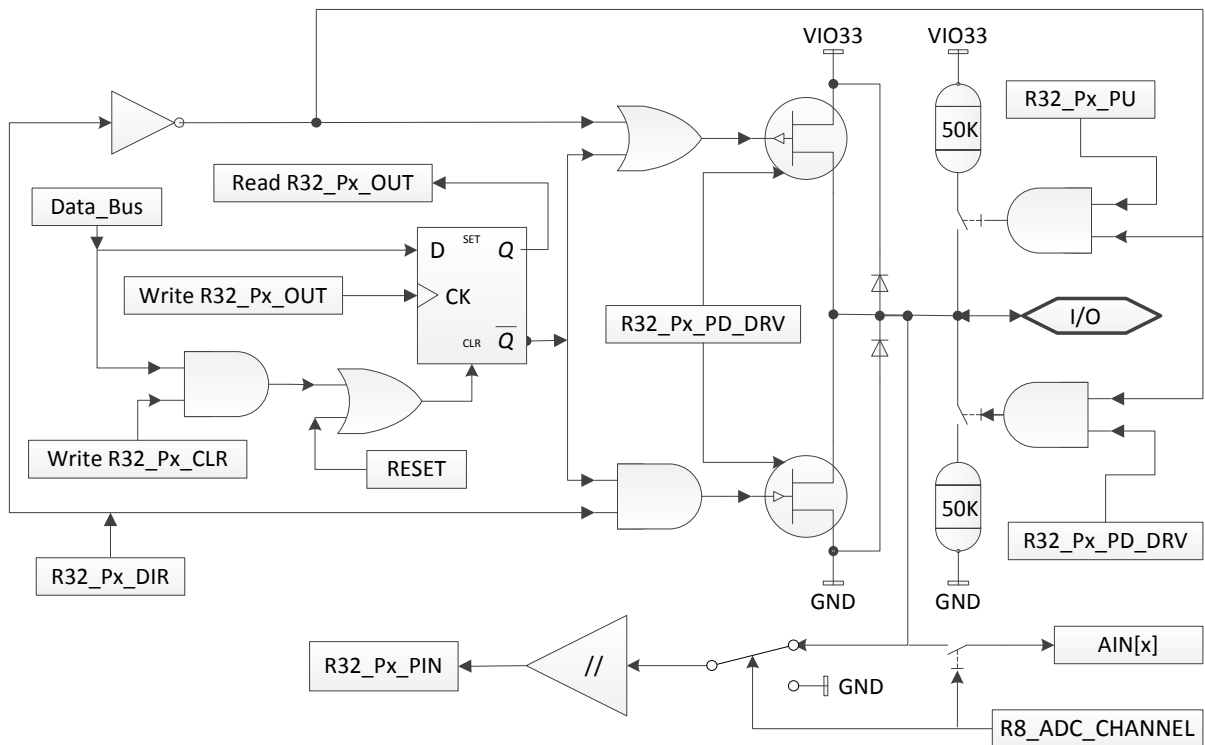 VIO33
VIO33
R32_Px_PU
50K
Read R32_Px_OUT
Data_Bus
D
SET
Q
Write R32_Px_OUT
CK
R32_Px_PD_DRV
I/O
CLR
Q
Write R32_Px_CLR
RESET
50K
R32_Px_PD_DRV
R32_Px_DIR
GND
GND
R32_Px_PIN
//
AIN[x]
GND
R8_ADC_CHANNEL